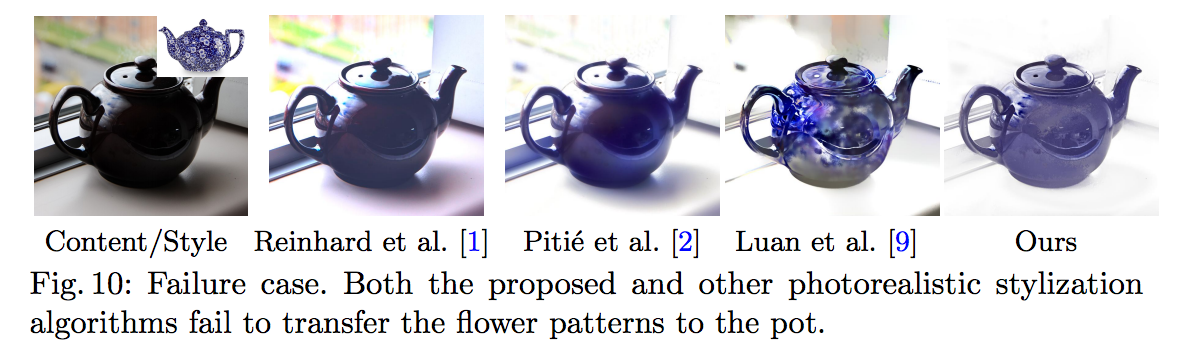 Content/Style Reinhard et al. [1] Pitié et al. [2] Luan et al. [9] Ours
Fig. 10: Failure case. Both the proposed and other photorealistic stylization
algorithms fail to transfer the flower patterns to the pot.